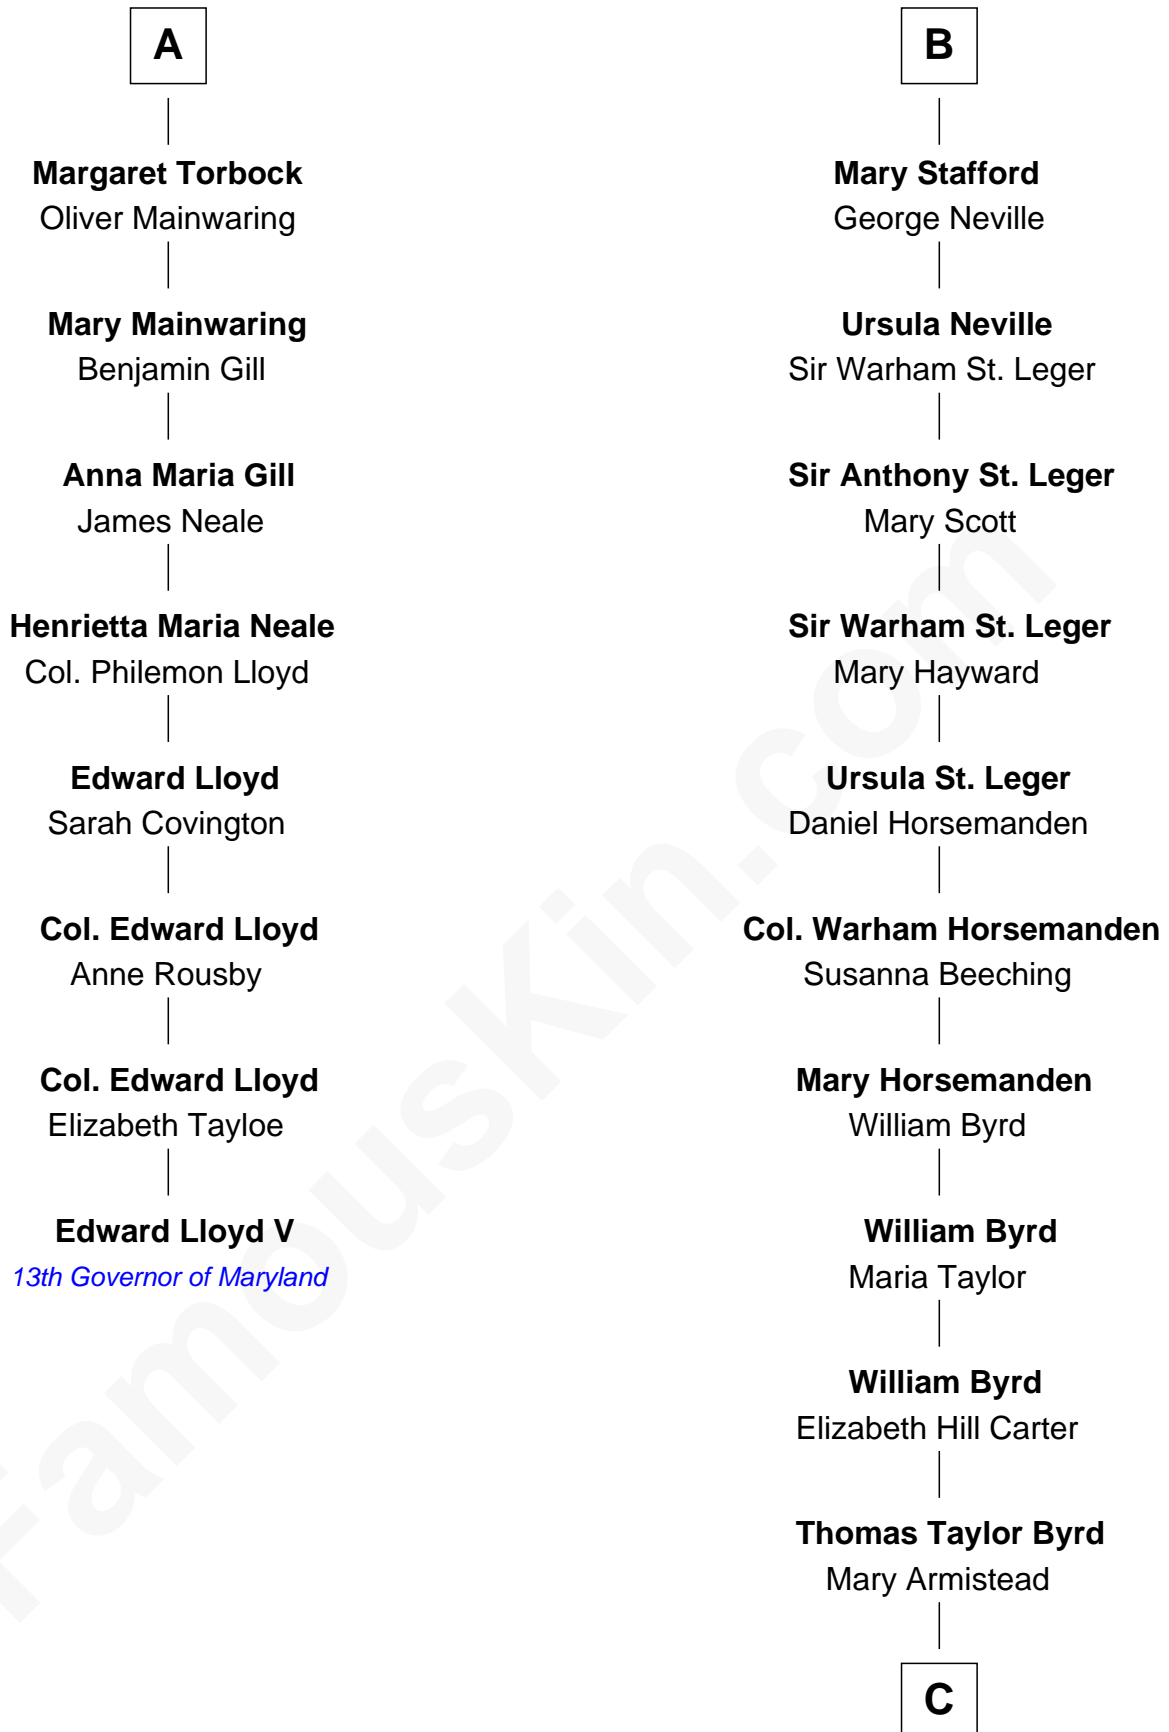 A
Margaret Torbock
Oliver Mainwaring
Mary Mainwaring
Benjamin Gill
Anna Maria Gill
James Neale
Henrietta Maria Neale
Col. Philemon Lloyd
Edward Lloyd
Sarah Covington
Col. Edward Lloyd
Anne Rousby
Col. Edward Lloyd
Elizabeth Tayloe
Edward Lloyd V
13th Governor of Maryland
B
Mary Stafford
George Neville
Ursula Neville
Sir Warham St. Leger
Sir Anthony St. Leger
Mary Scott
Sir Warham St. Leger
Mary Hayward
Ursula St. Leger
Daniel Horsemanden
Col. Warham Horsemanden
Susanna Beeching
Mary Horsemanden
William Byrd
William Byrd
Maria Taylor
William Byrd
Elizabeth Hill Carter
Thomas Taylor Byrd
Mary Armistead
C
FamousKin.com